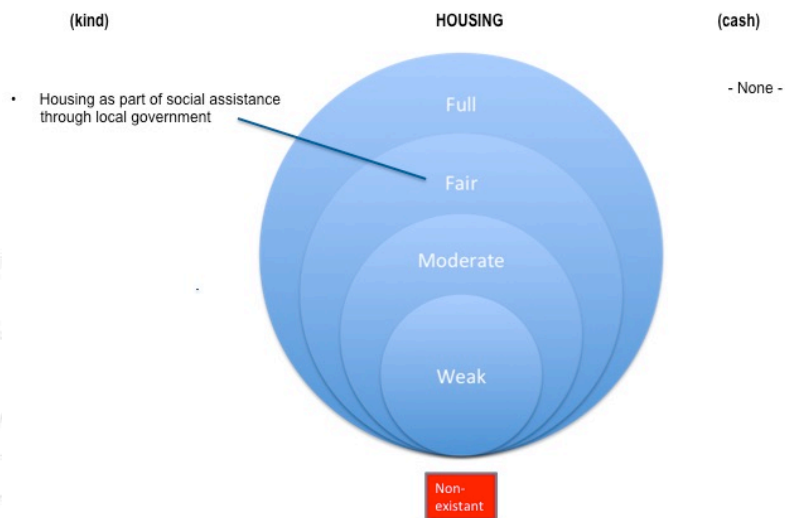 (kind)
HOUSING
(cash)
• Housing as part of social assistance
through local government
- None -
Full
Fair
Moderate
Weak
Non-
existant